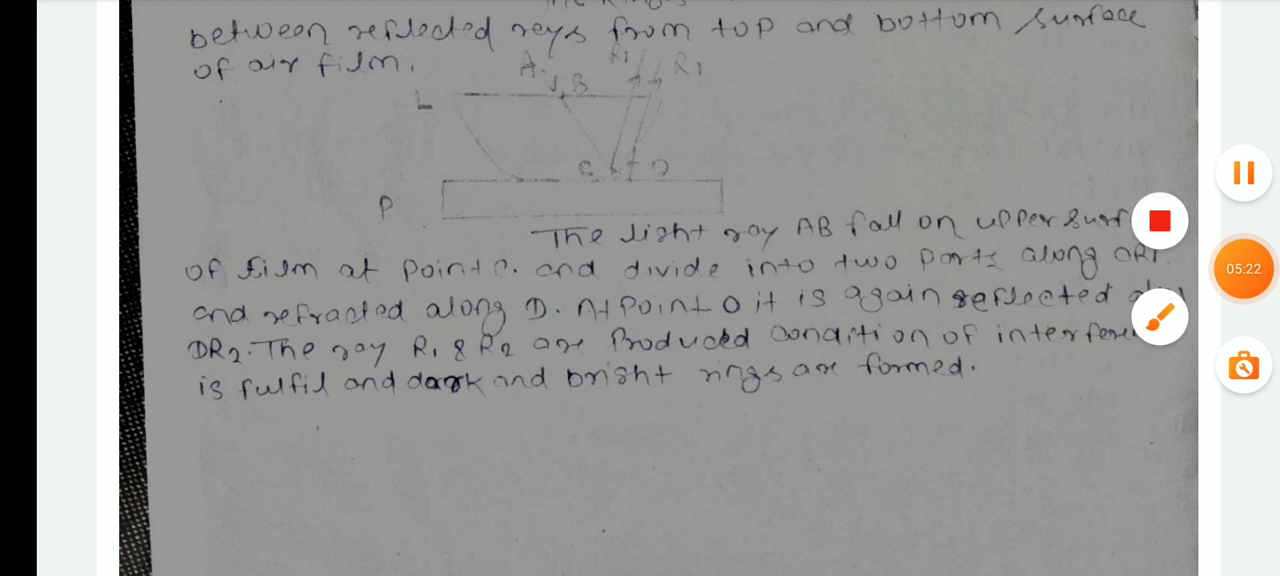 between reflected reys from top and bottom surface
of air film.
A
B
R1
R1
L
C
D
P
The light ray AB fall on upper surf
of film at point C. and divide into two parts along CR1
and refracted along D. At point D it is again reflected
DR2. The ray R1 & R2 are Produced condition of interfere
is fulfil and dark and bright rings are formed.
05:22